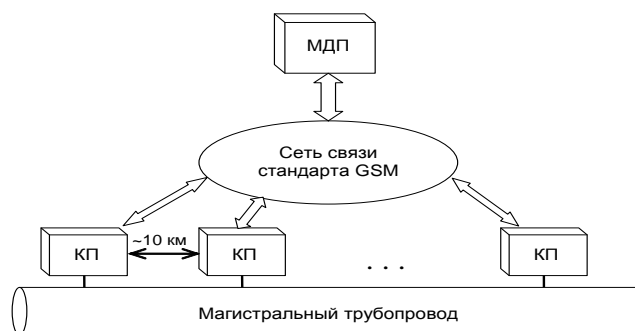 МДП
Сеть связи
стандарта GSM
~10 км
КП
КП
. . .
КП
Магистральный трубопровод